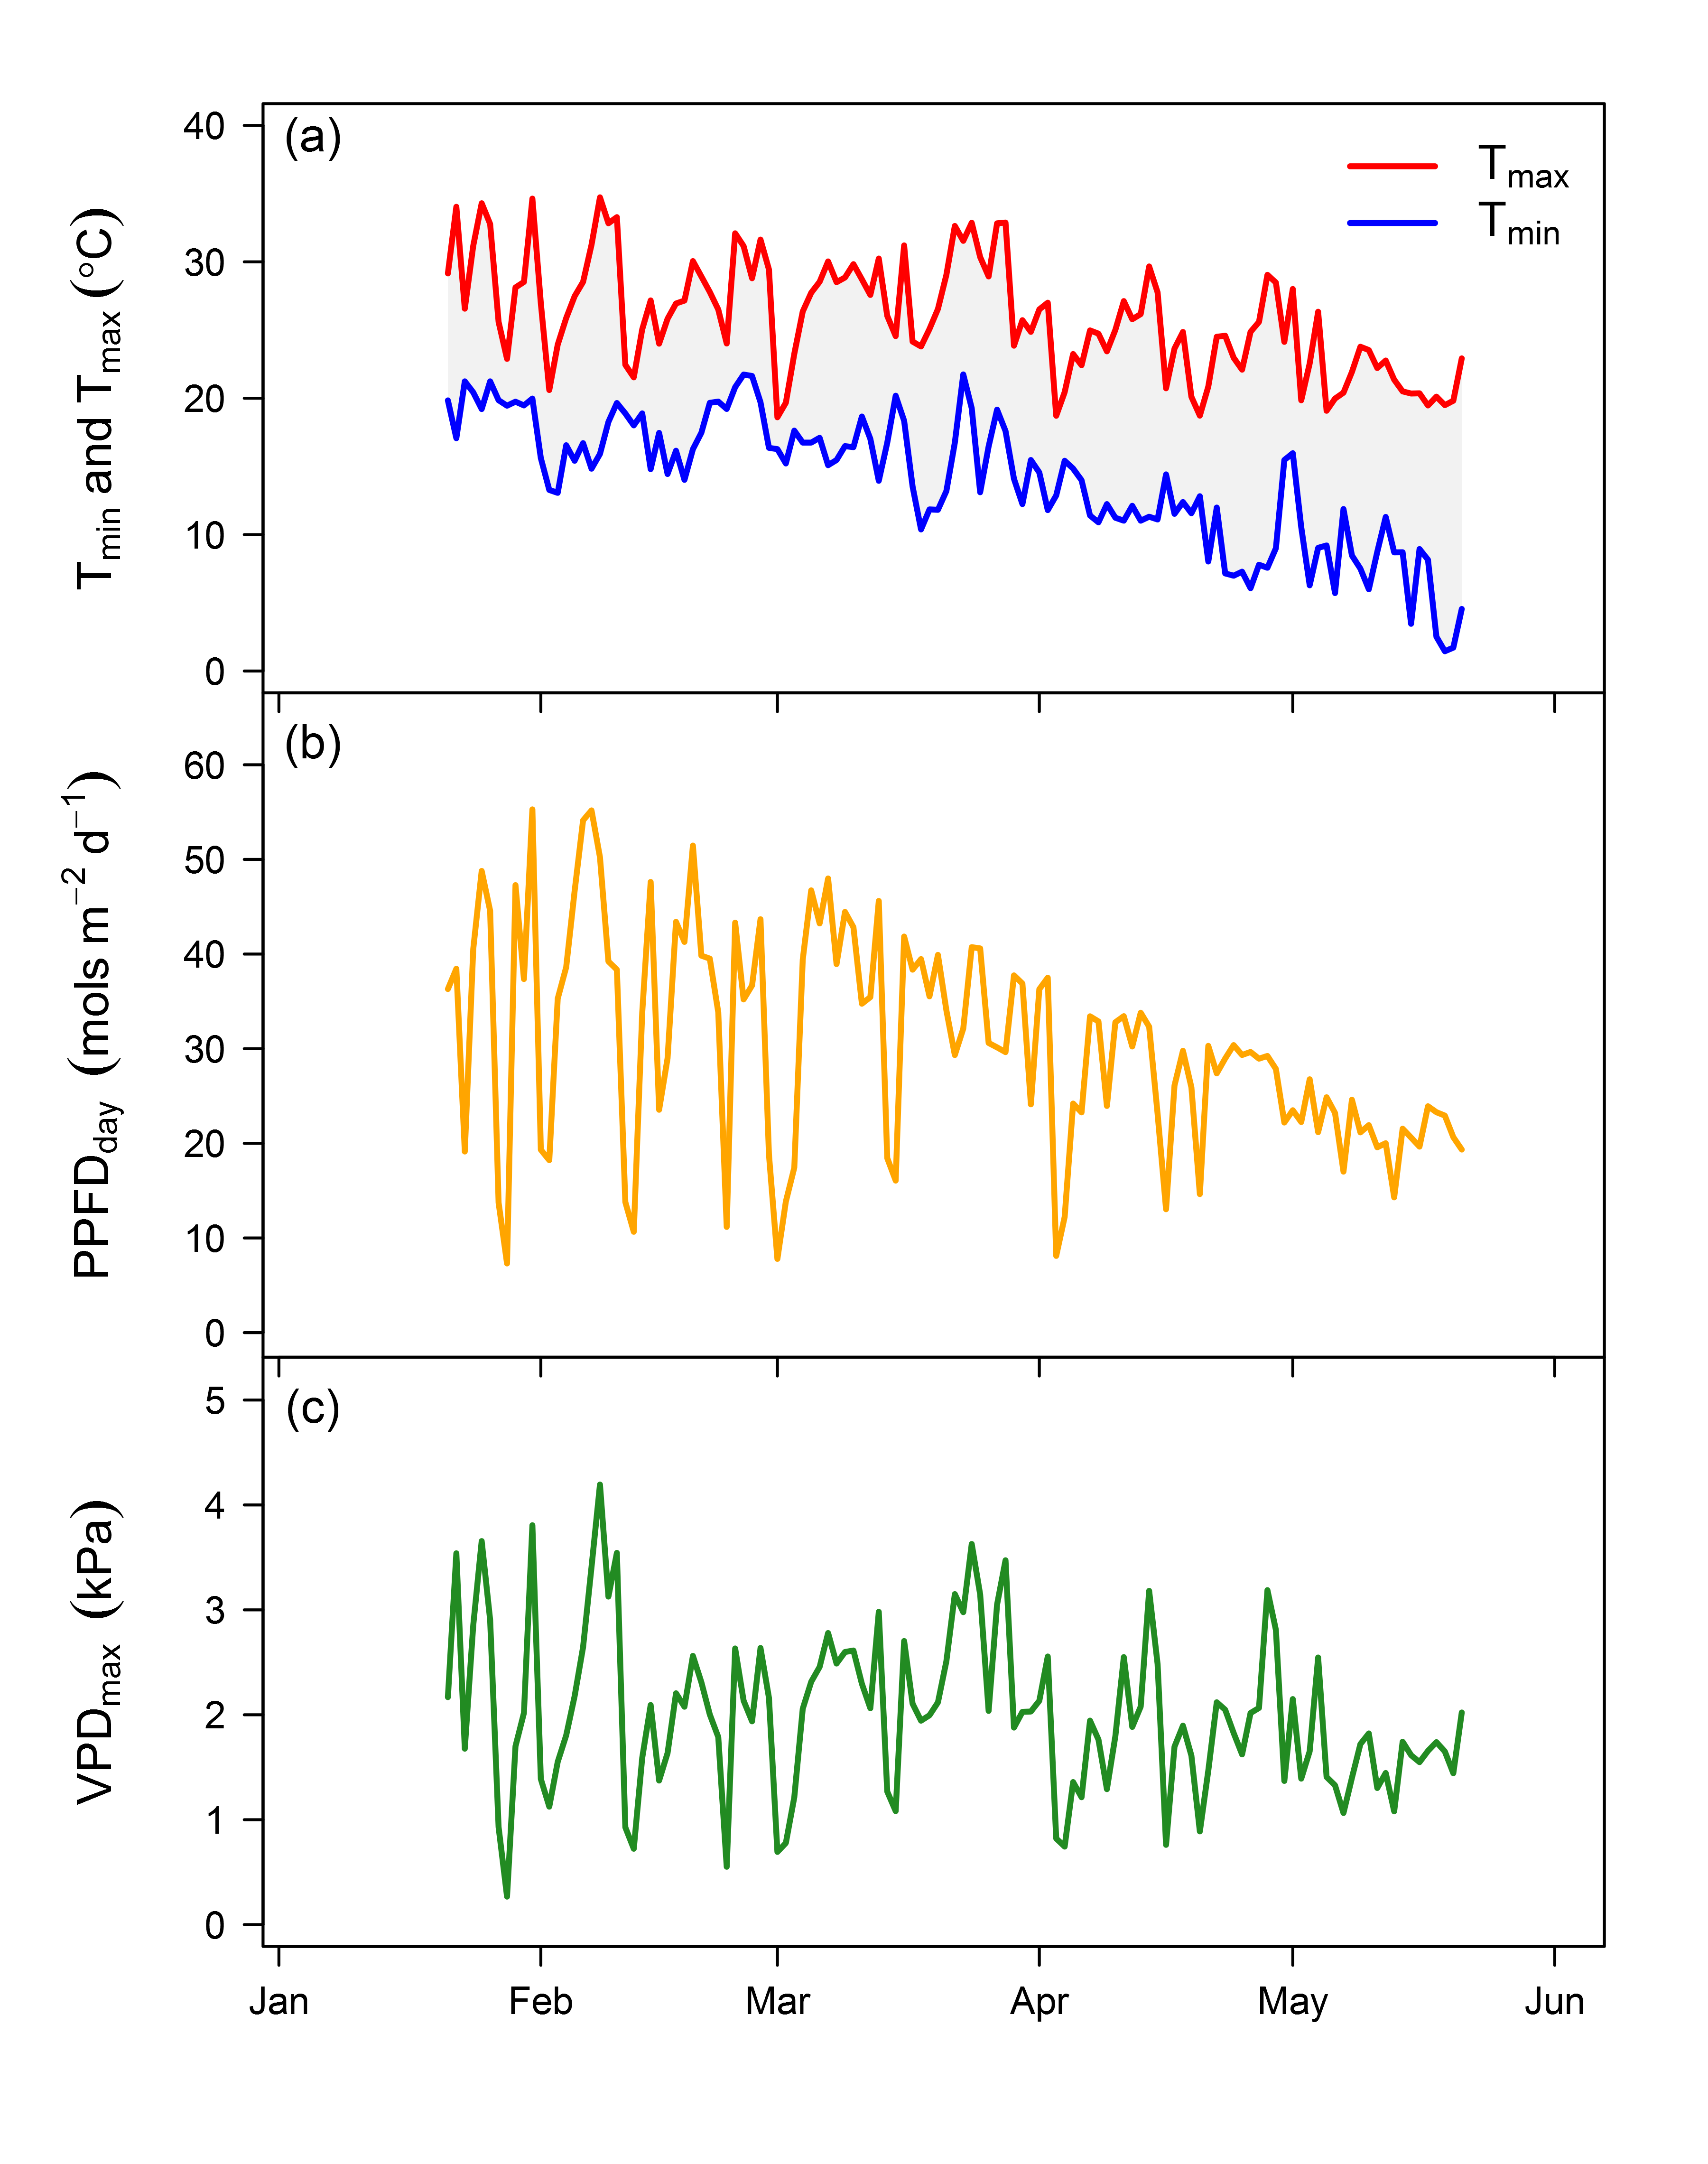 (a)
Tmax
Tmin
40
30
20
10
0
Tmin and Tmax (°C)
(b)
60
50
40
30
20
10
0
PPFDday (mols m−2 d−1)
(c)
5
4
3
2
1
0
VPDmax (kPa)
Jan Feb Mar Apr May Jun